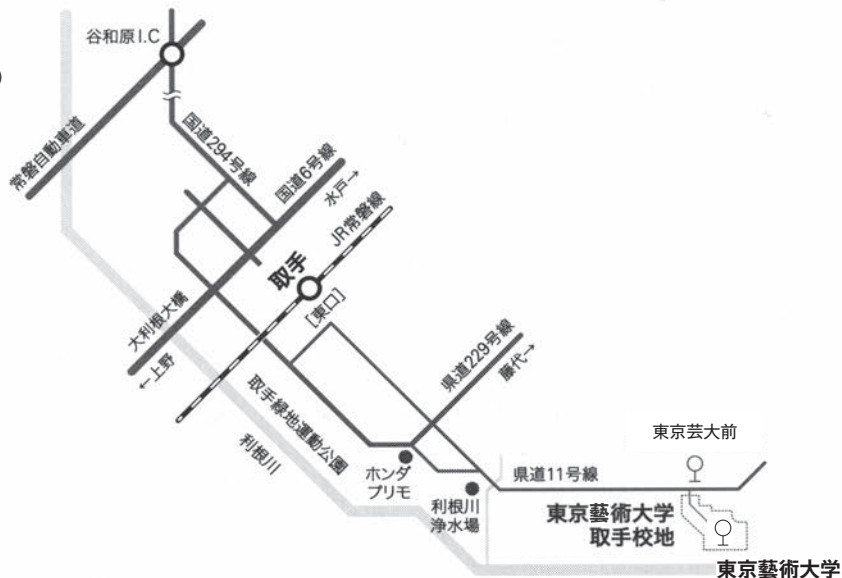 谷和原I.C
常磐自動車道
国道294号線
国道6号線
水戸→
JR常磐線
取手
[東口]
大利根大橋
←上野
取手緑地運動公園
利根川
県道229号線
藤代→
ホンダ
プリモ
利根川
浄水場
県道11号線
東京芸大前
東京藝術大学
取手校地
東京藝術大学